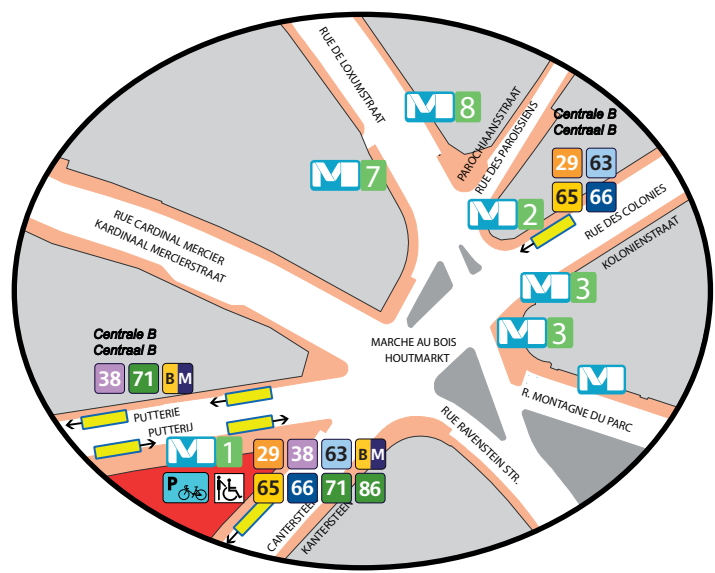 RUE DE LOXUMSTRAAT
M 8
PAROCHIAANSSTRAAT
RUE DES PAROISSIENS
Centrale B
Centraal B
29 63
65 66
M 7
M 2
RUE DES COLONIES
KOLONIENSTRAAT
RUE CARDINAL MERCIER
KARDINAAL MERCIERSTRAAT
M 3
M 3
MARCHE AU BOIS
HOUTMARKT
Centrale B
Centraal B
38 71 BM
M
R. MONTAGNE DU PARC
PUTTERIE
PUTTERIJ
RUE RAVENSTEIN STR.
M 1
29 38 63 BM
P
65 66 71 86
CANTERSTEEN
KANTERSTEEN